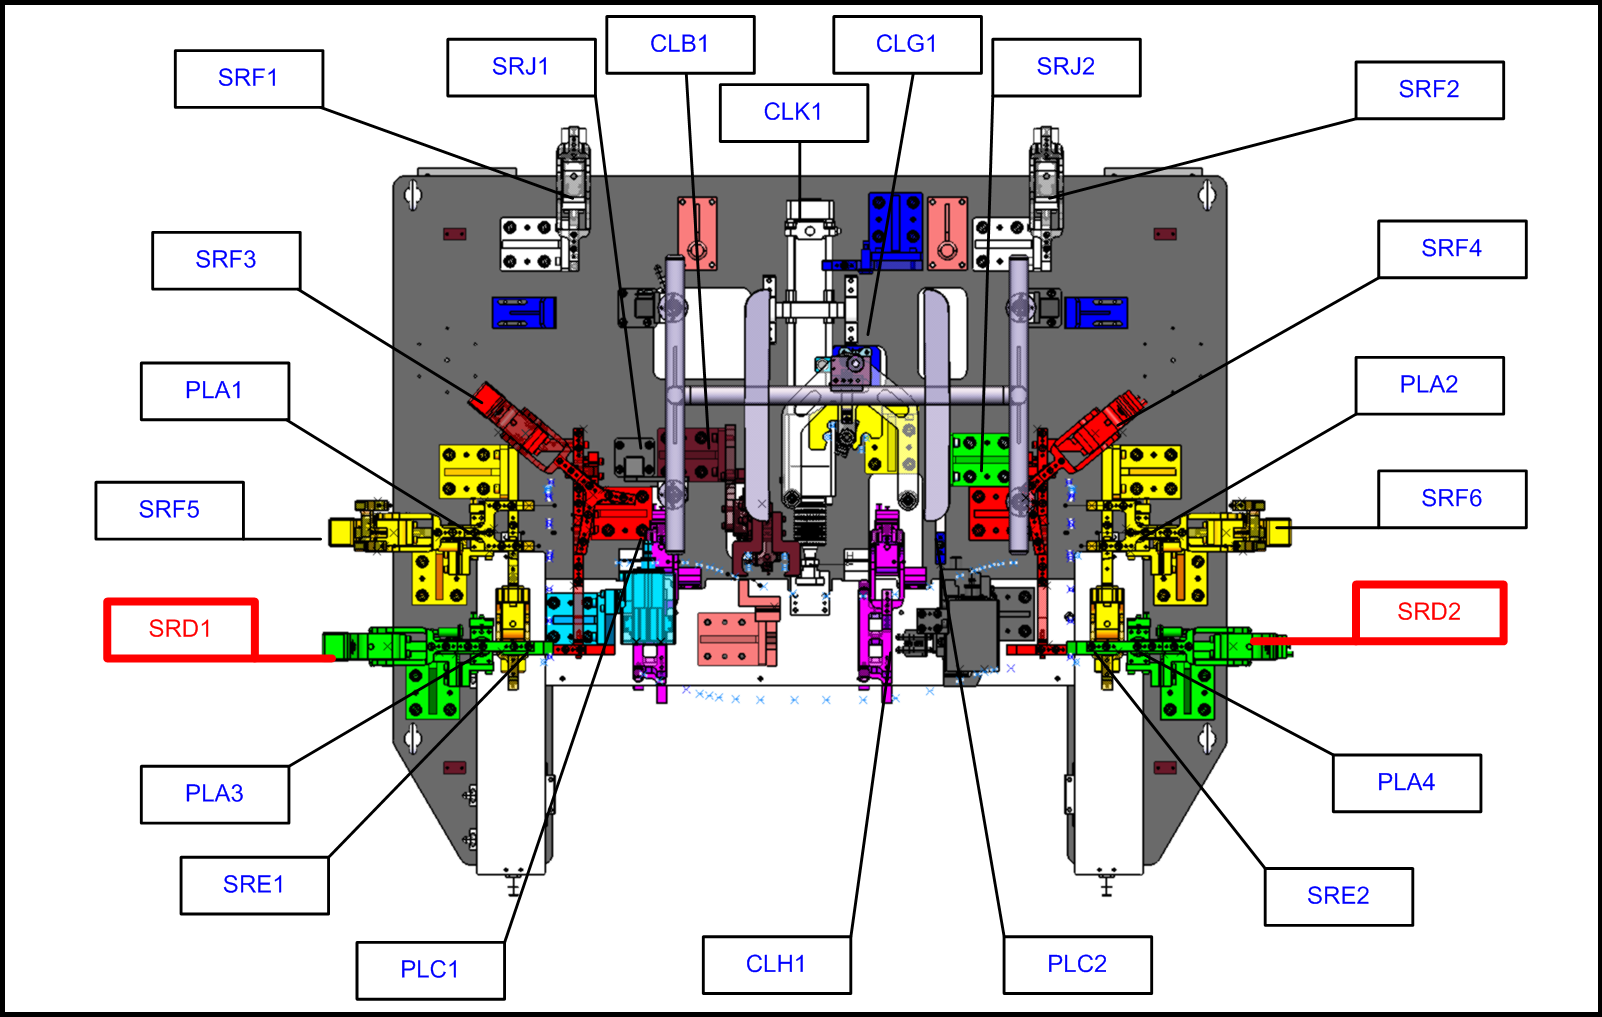 CLB1
CLG1
SRJ1
SRJ2
SRF1
SRF2
CLK1
SRF3
SRF4
PLA1
PLA2
SRF5
SRF6
SRD1
SRD2
PLA3
PLA4
SRE1
SRE2
PLC1
CLH1
PLC2